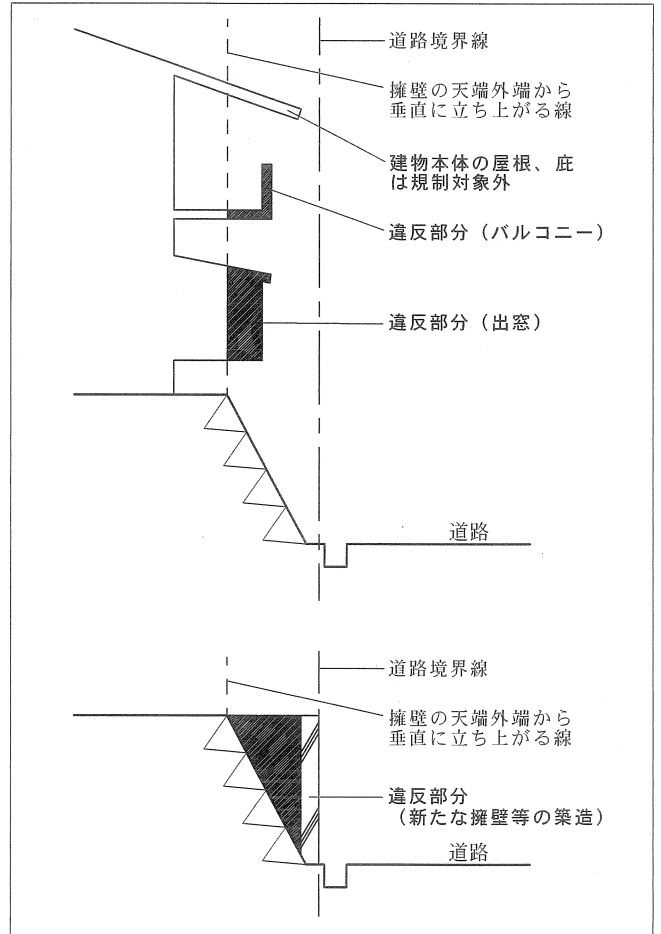 道路境界線
擁壁の天端外端から
垂直に立ち上がる線
建物本体の屋根、庇
は規制対象外
違反部分（バルコニー）
違反部分（出窓）
道路
道路境界線
擁壁の天端外端から
垂直に立ち上がる線
違反部分
（新たな擁壁等の築造）
道路